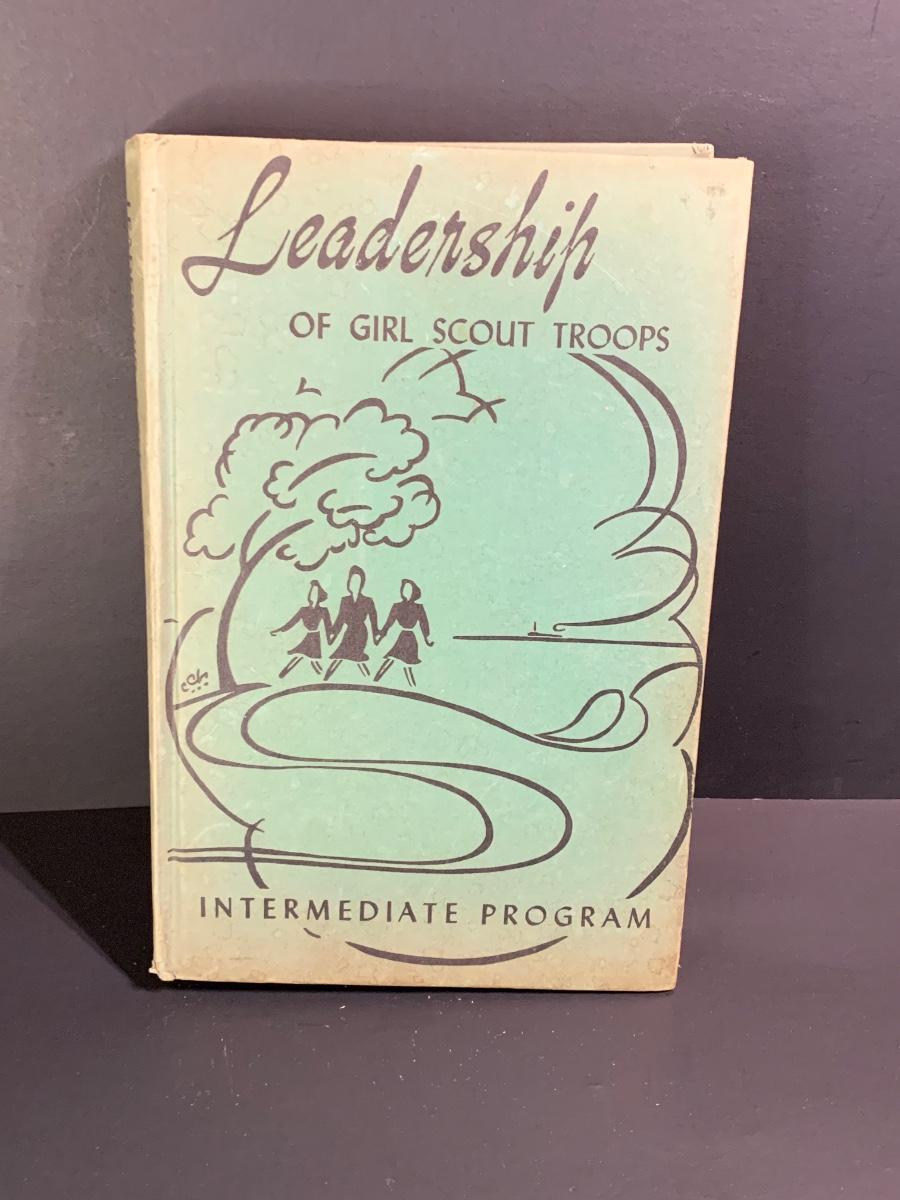 Leadership
OF GIRL SCOUT TROOPS
INTERMEDIATE PROGRAM